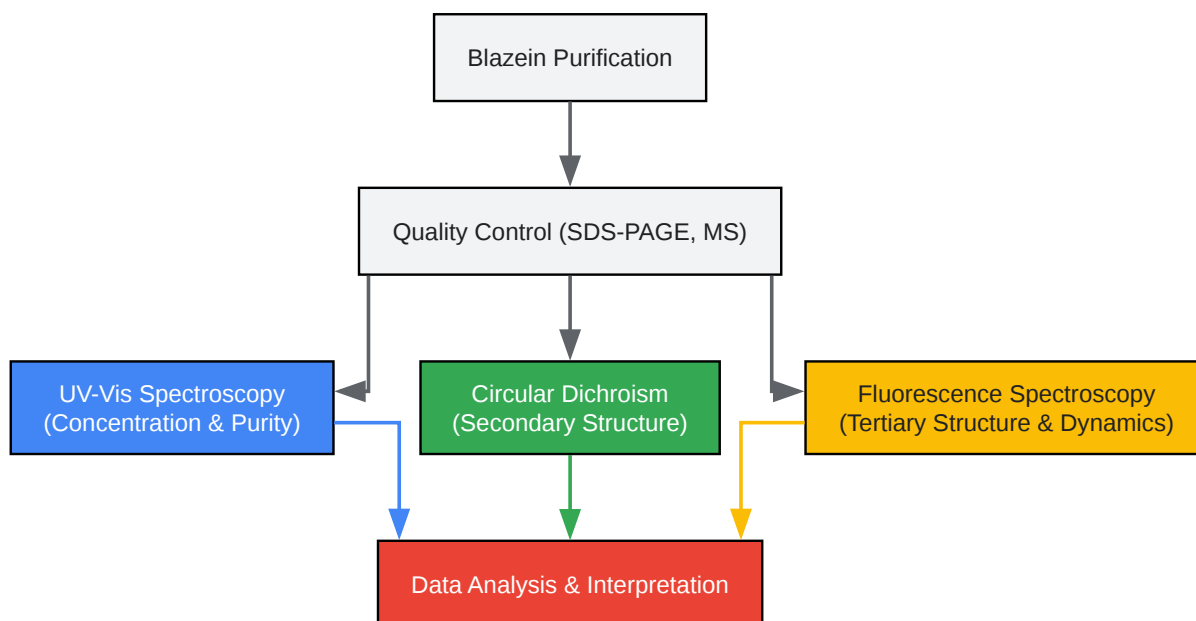 Blazein Purification
Quality Control (SDS-PAGE, MS)
UV-Vis Spectroscopy
(Concentration & Purity)
Circular Dichroism
(Secondary Structure)
Fluorescence Spectroscopy
(Tertiary Structure & Dynamics)
Data Analysis & Interpretation